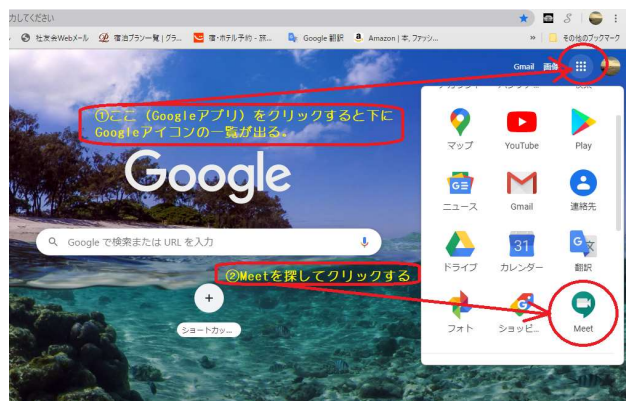 力してください
社友会Webメール
宿泊プラン一覧 | グラ...
宿・ホテル予約 - 旅...
Google 翻訳
Amazon | 本, ファッシ...
»
その他のブックマーク
Gmail 画像
①ここ（Googleアプリ）をクリックすると下に
Googleアイコンの一覧が出る。
Google
Google で検索または URL を入力
②Meetを探してクリックする
ショートカッ...
マップ YouTube Play
ニュース Gmail 連絡先
ドライブ カレンダー 翻訳
フォト ショッピ... Meet
31